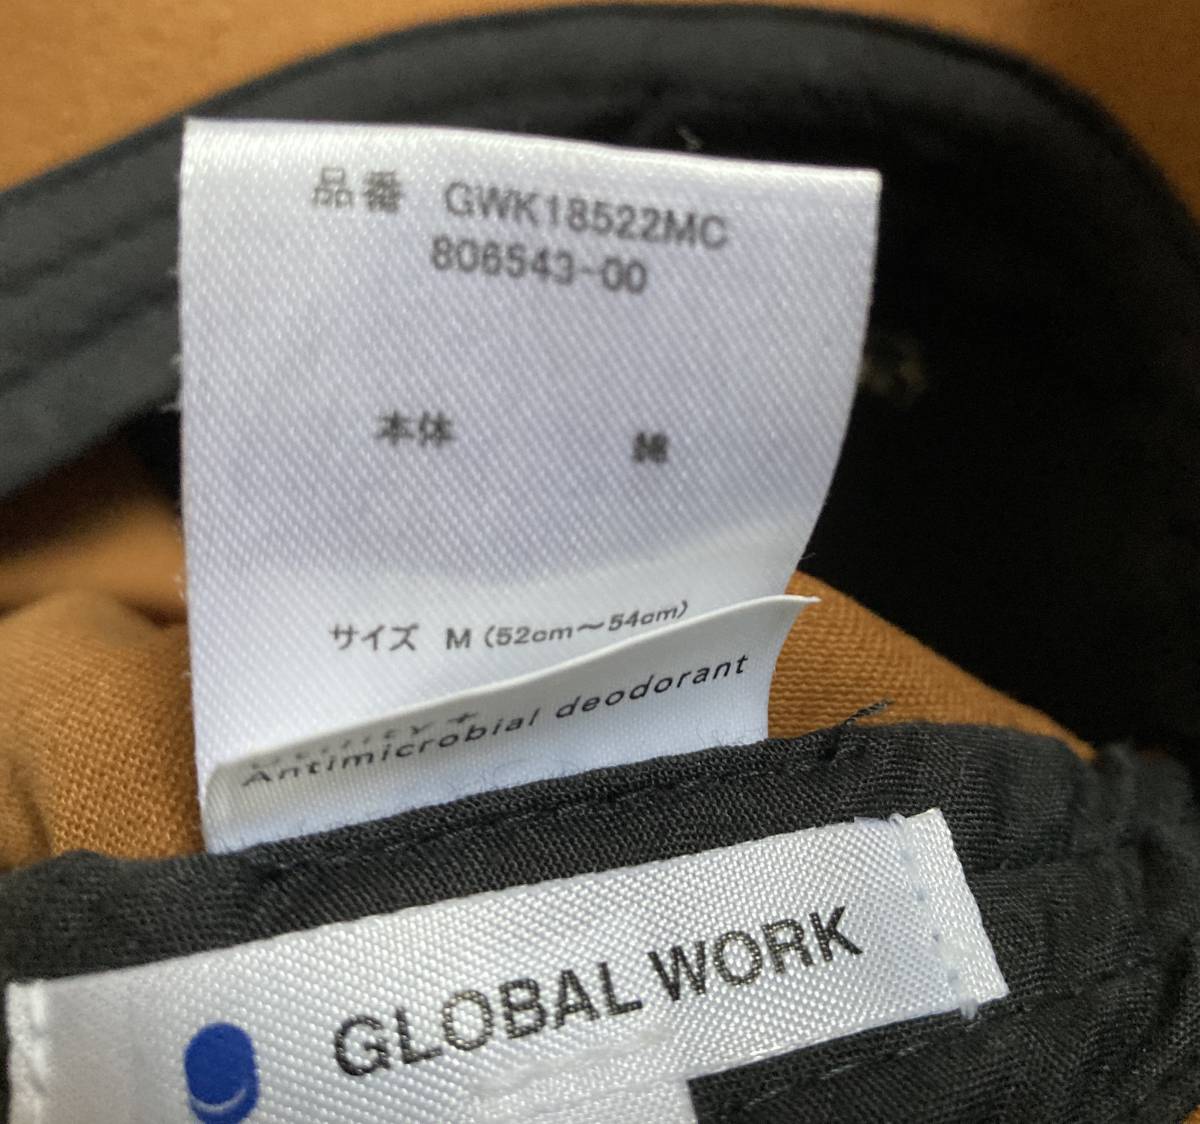 品番 GWK18522MC
806543-00
本体 綿
サイズ M (52cm～54cm)
Antimicrobial deodorant
GLOBAL WORK